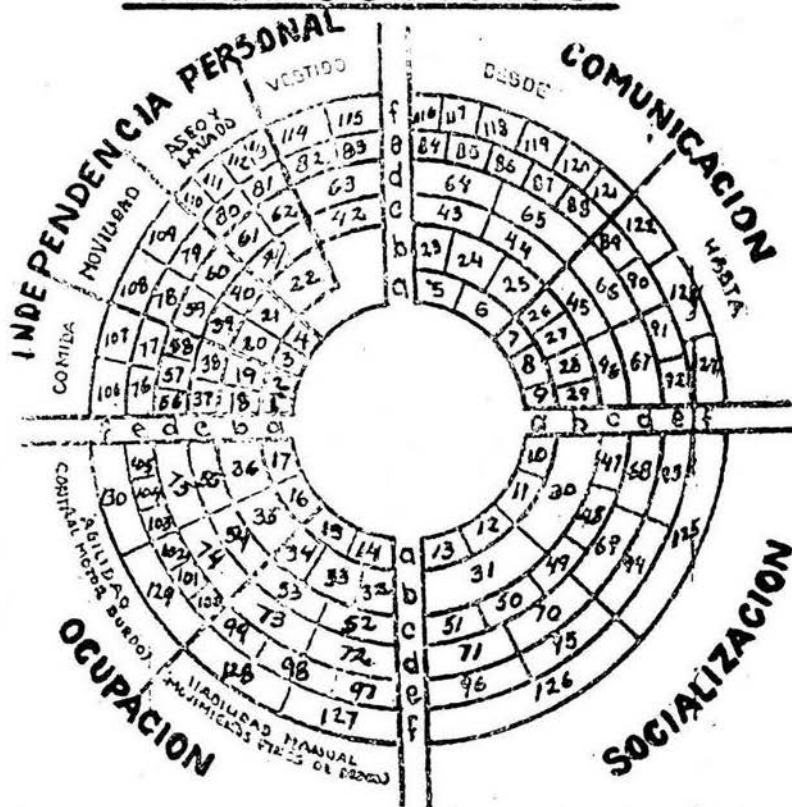 INDEPENDENCIA PERSONAL
COMUNICACION
SOCIALIZACION
OCUPACION
VESTIDO
DESDE
HASTA
ASEO Y
LAVADO
MOVILIDAD
COMIDA
AGILIDAD
CONTROL MOTOR BURDO
HABILIDAD MANUAL
f 116 117 118 119 120 121 122
e 84 85 86 87 88 89 90 91 92
d 64 65 66 67
c 43 44 45 46
b 23 24 25 26 27 28 29
a 5 6 7 8 9
f 106 107 108 109 110 111 112 113 114 115
e 76 77 78 79 80 81 82 83
d 56 57 58 59 60 61 62 63
c 37 38 39 40 41 42
b 18 19 20 21 22
a 1 2 3 4
f e d c b a
a b c d e f
a 10 11 12 13
b 30 31
c 47 48 49 50 51
d 68 69 70 71
e 93 94 95 96
f 125 126
14 15 16 17
32 33 34 35 36
52 53 54 55
72 73 74 75
97 98 99 100 101 102 103 104 105
127 128 129 130